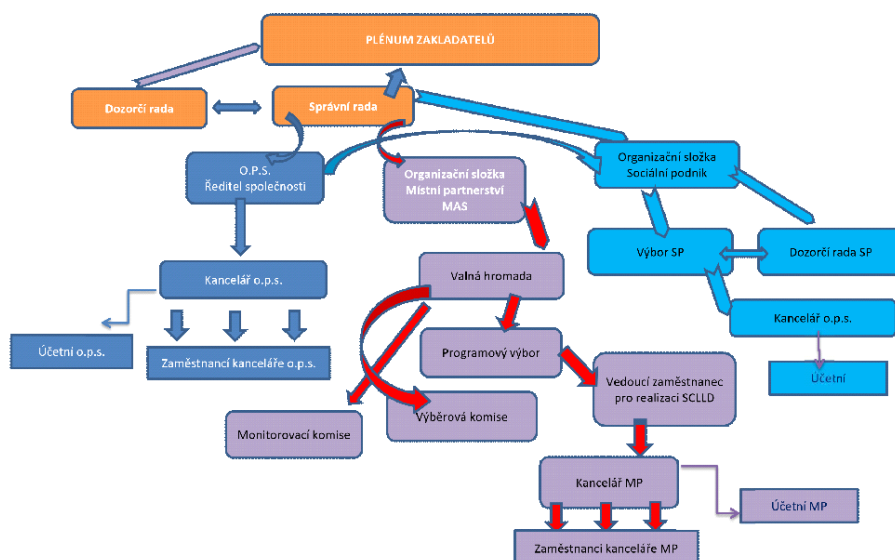 PLÉNUM ZAKLADATELŮ
Dozorčí rada
Správní rada
O.P.S.
Ředitel společnosti
Organizační složka
Místní partnerství
MAS
Organizační složka
Sociální podnik
Výbor SP
Dozorčí rada SP
Kancelář o.p.s.
Valná hromada
Kancelář o.p.s.
Účetní o.p.s.
Zaměstnanci kanceláře o.p.s.
Programový výbor
Vedoucí zaměstnanec
pro realizaci SCLLD
Účetní
Monitorovací komise
Výběrová komise
Kancelář MP
Účetní MP
Zaměstnanci kanceláře MP